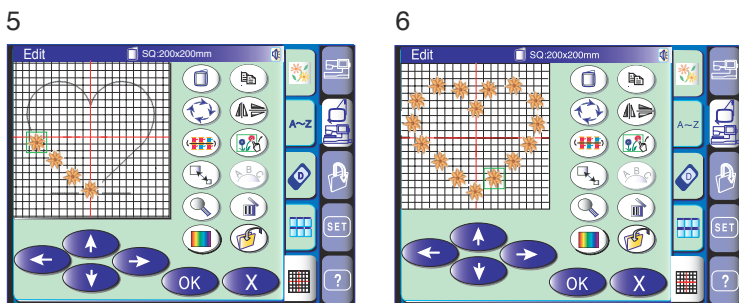 5
Edit SQ:200x200mm
A~Z
A B C
D
SET
OK X ?
6
Edit SQ:200x200mm
A~Z
A B C
D
SET
OK X ?